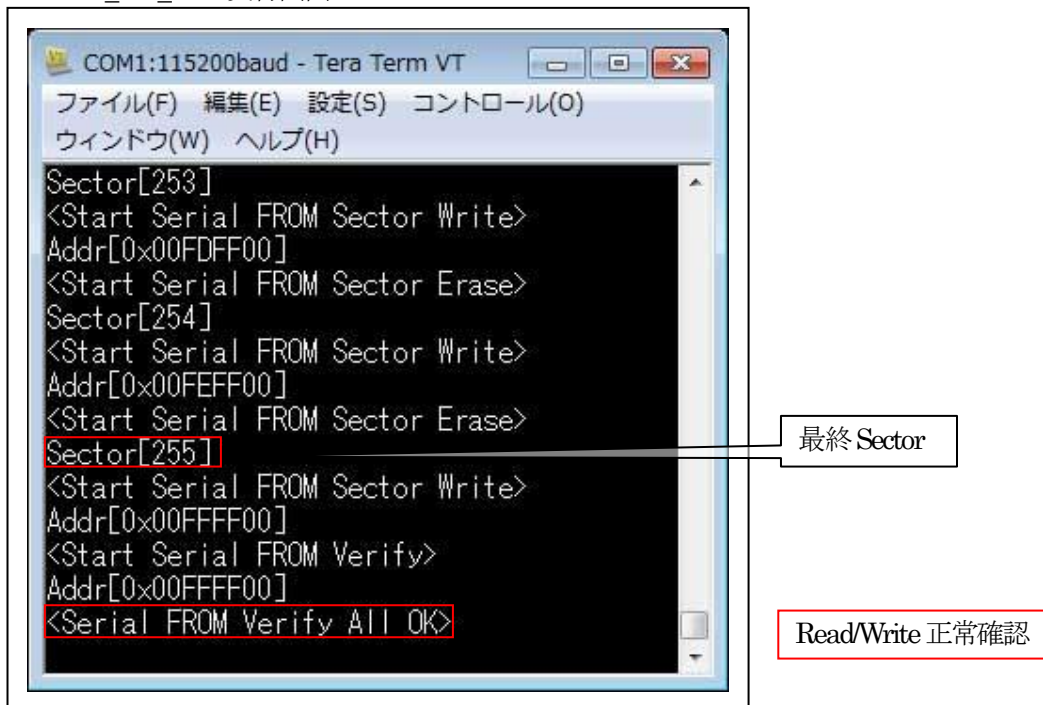 COM1:115200baud - Tera Term VT
ファイル(F) 編集(E) 設定(S) コントロール(O)
ウィンドウ(W) ヘルプ(H)
Sector[253]
<Start Serial FROM Sector Write>
Addr[0x00FDFF00]
<Start Serial FROM Sector Erase>
Sector[254]
<Start Serial FROM Sector Write>
Addr[0x00FEFF00]
<Start Serial FROM Sector Erase>
Sector[255]
最終 Sector
<Start Serial FROM Sector Write>
Addr[0x00FFFF00]
<Start Serial FROM Verify>
Addr[0x00FFFF00]
<Serial FROM Verify All OK>
Read/Write 正常確認